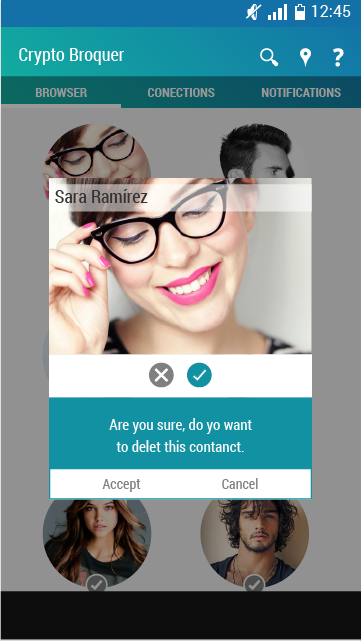 12:45
Crypto Broquer
BROWSER CONECTIONS NOTIFICATIONS
Sara Ramírez
Are you sure, do yo want
to delet this contanct.
Accept Cancel